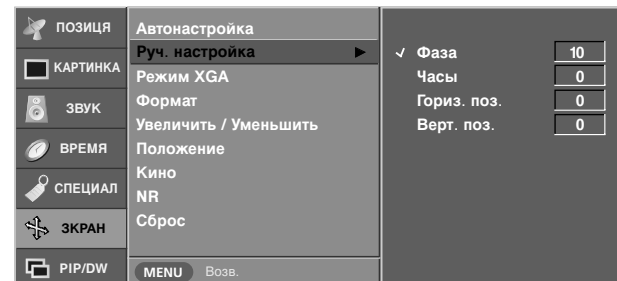 ПОЗИЦЯ
КАРТИНКА
ЗВУК
ВРЕМЯ
СПЕЦИАЛ
ЗКРАН
PIP/DW
Автонастройка
Руч. настройка ►
Режим XGA
Формат
Увеличить / Уменьшить
Положение
Кино
NR
Сброс
MENU Возв.
✓ Фаза 10
Часы 0
Гориз. поз. 0
Верт. поз. 0